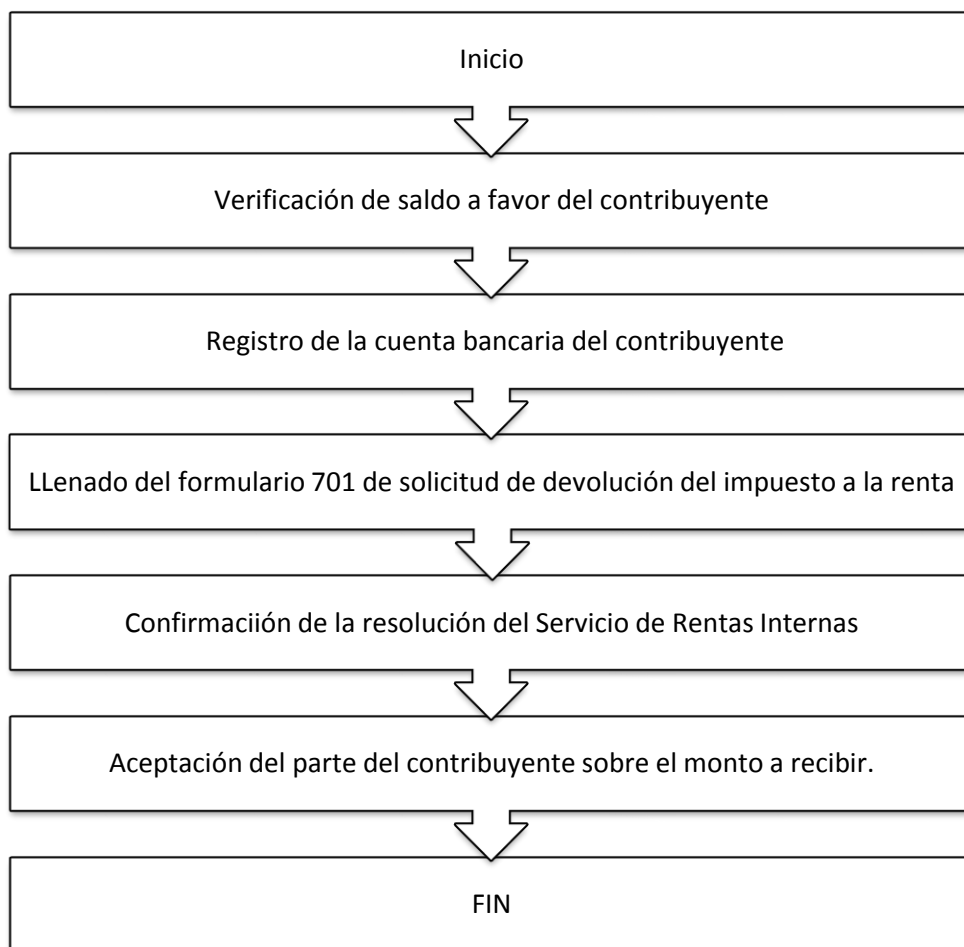 Inicio
Verificación de saldo a favor del contribuyente
Registro de la cuenta bancaria del contribuyente
LLenado del formulario 701 de solicitud de devolución del impuesto a la renta
Confirmaciión de la resolución del Servicio de Rentas Internas
Aceptación del parte del contribuyente sobre el monto a recibir.
FIN